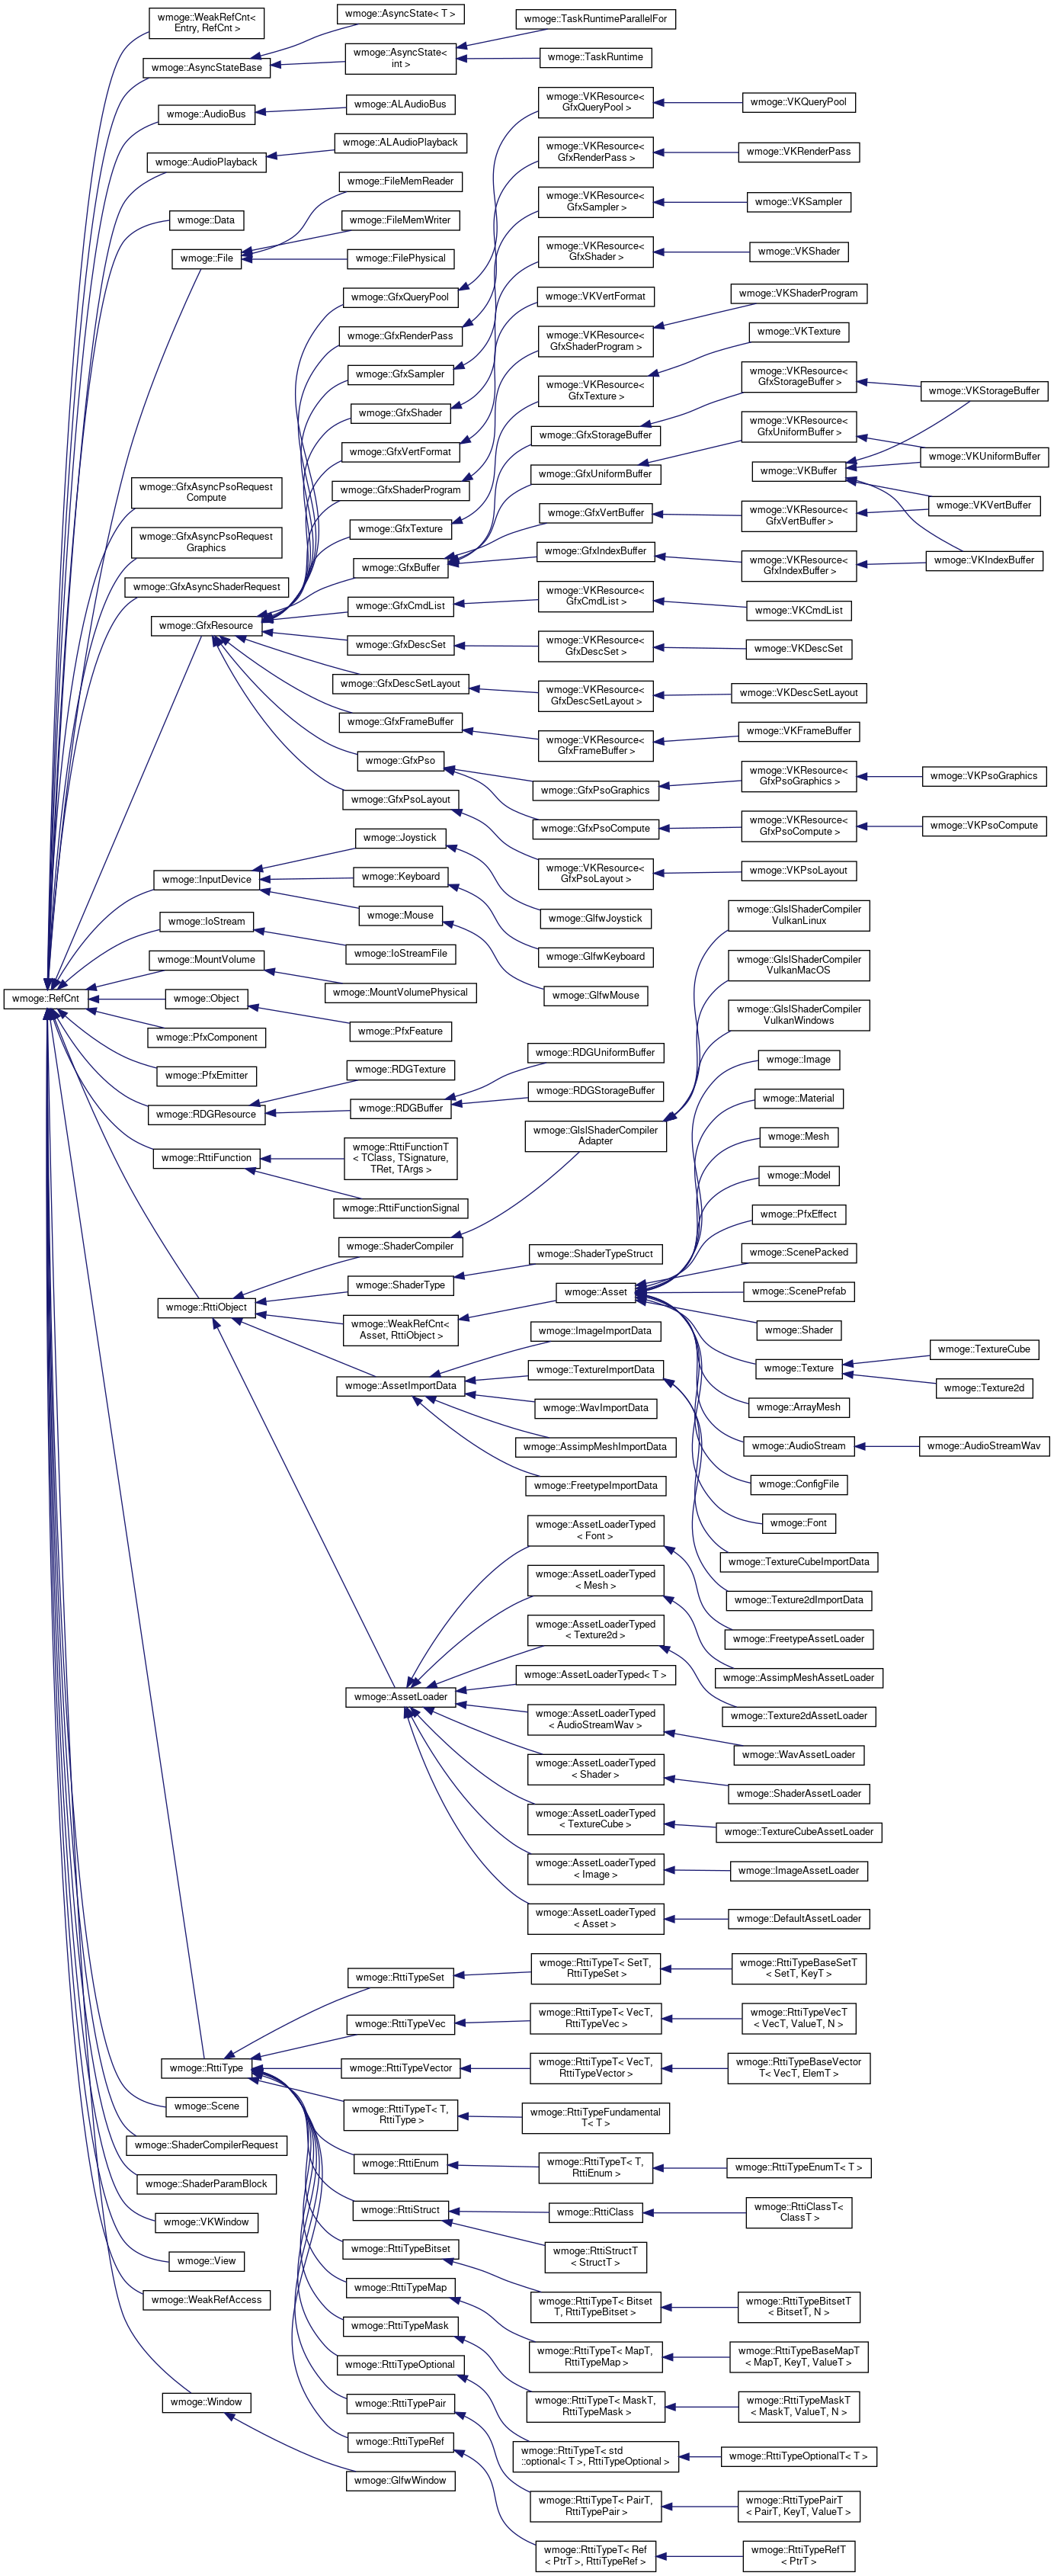 wmoge::RefCnt
wmoge::WeakRefCnt<
Entry, RefCnt >
wmoge::AsyncStateBase
wmoge::AsyncState< T >
wmoge::AsyncState<
int >
wmoge::TaskRuntimeParallelFor
wmoge::TaskRuntime
wmoge::AudioBus
wmoge::ALAudioBus
wmoge::AudioPlayback
wmoge::ALAudioPlayback
wmoge::Data
wmoge::File
wmoge::FileMemReader
wmoge::FileMemWriter
wmoge::FilePhysical
wmoge::GfxAsyncPsoRequest
Compute
wmoge::GfxAsyncPsoRequest
Graphics
wmoge::GfxAsyncShaderRequest
wmoge::GfxResource
wmoge::GfxQueryPool
wmoge::VKResource<
GfxQueryPool >
wmoge::VKQueryPool
wmoge::GfxRenderPass
wmoge::VKResource<
GfxRenderPass >
wmoge::VKRenderPass
wmoge::GfxSampler
wmoge::VKResource<
GfxSampler >
wmoge::VKSampler
wmoge::GfxShader
wmoge::VKResource<
GfxShader >
wmoge::VKShader
wmoge::GfxVertFormat
wmoge::VKVertFormat
wmoge::GfxShaderProgram
wmoge::VKResource<
GfxShaderProgram >
wmoge::VKShaderProgram
wmoge::GfxTexture
wmoge::VKResource<
GfxTexture >
wmoge::VKTexture
wmoge::GfxBuffer
wmoge::GfxStorageBuffer
wmoge::VKResource<
GfxStorageBuffer >
wmoge::VKStorageBuffer
wmoge::GfxUniformBuffer
wmoge::VKResource<
GfxUniformBuffer >
wmoge::VKUniformBuffer
wmoge::VKBuffer
wmoge::GfxVertBuffer
wmoge::VKResource<
GfxVertBuffer >
wmoge::VKVertBuffer
wmoge::GfxIndexBuffer
wmoge::VKResource<
GfxIndexBuffer >
wmoge::VKIndexBuffer
wmoge::GfxCmdList
wmoge::VKResource<
GfxCmdList >
wmoge::VKCmdList
wmoge::GfxDescSet
wmoge::VKResource<
GfxDescSet >
wmoge::VKDescSet
wmoge::GfxDescSetLayout
wmoge::VKResource<
GfxDescSetLayout >
wmoge::VKDescSetLayout
wmoge::GfxFrameBuffer
wmoge::VKResource<
GfxFrameBuffer >
wmoge::VKFrameBuffer
wmoge::GfxPso
wmoge::GfxPsoGraphics
wmoge::VKResource<
GfxPsoGraphics >
wmoge::VKPsoGraphics
wmoge::GfxPsoCompute
wmoge::VKResource<
GfxPsoCompute >
wmoge::VKPsoCompute
wmoge::GfxPsoLayout
wmoge::VKResource<
GfxPsoLayout >
wmoge::VKPsoLayout
wmoge::InputDevice
wmoge::Joystick
wmoge::GlfwJoystick
wmoge::Keyboard
wmoge::GlfwKeyboard
wmoge::Mouse
wmoge::GlfwMouse
wmoge::IoStream
wmoge::IoStreamFile
wmoge::MountVolume
wmoge::MountVolumePhysical
wmoge::Object
wmoge::PfxFeature
wmoge::PfxComponent
wmoge::PfxEmitter
wmoge::RDGResource
wmoge::RDGTexture
wmoge::RDGBuffer
wmoge::RDGUniformBuffer
wmoge::RDGStorageBuffer
wmoge::RttiFunction
wmoge::RttiFunctionT
< TClass, TSignature,
TRet, TArgs >
wmoge::RttiFunctionSignal
wmoge::RttiObject
wmoge::ShaderCompiler
wmoge::GlslShaderCompiler
Adapter
wmoge::GlslShaderCompiler
VulkanLinux
wmoge::GlslShaderCompiler
VulkanMacOS
wmoge::GlslShaderCompiler
VulkanWindows
wmoge::ShaderType
wmoge::ShaderTypeStruct
wmoge::WeakRefCnt<
Asset, RttiObject >
wmoge::Asset
wmoge::Image
wmoge::Material
wmoge::Mesh
wmoge::Model
wmoge::PfxEffect
wmoge::ScenePacked
wmoge::ScenePrefab
wmoge::Shader
wmoge::Texture
wmoge::TextureCube
wmoge::Texture2d
wmoge::ArrayMesh
wmoge::AudioStream
wmoge::AudioStreamWav
wmoge::ConfigFile
wmoge::Font
wmoge::AssetImportData
wmoge::ImageImportData
wmoge::TextureImportData
wmoge::TextureCubeImportData
wmoge::Texture2dImportData
wmoge::WavImportData
wmoge::AssimpMeshImportData
wmoge::FreetypeImportData
wmoge::AssetLoader
wmoge::AssetLoaderTyped
< Font >
wmoge::FreetypeAssetLoader
wmoge::AssetLoaderTyped
< Mesh >
wmoge::AssimpMeshAssetLoader
wmoge::AssetLoaderTyped
< Texture2d >
wmoge::Texture2dAssetLoader
wmoge::AssetLoaderTyped< T >
wmoge::AssetLoaderTyped
< AudioStreamWav >
wmoge::WavAssetLoader
wmoge::AssetLoaderTyped
< Shader >
wmoge::ShaderAssetLoader
wmoge::AssetLoaderTyped
< TextureCube >
wmoge::TextureCubeAssetLoader
wmoge::AssetLoaderTyped
< Image >
wmoge::ImageAssetLoader
wmoge::AssetLoaderTyped
< Asset >
wmoge::DefaultAssetLoader
wmoge::RttiType
wmoge::RttiTypeSet
wmoge::RttiTypeT< SetT,
RttiTypeSet >
wmoge::RttiTypeBaseSetT
< SetT, KeyT >
wmoge::RttiTypeVec
wmoge::RttiTypeT< VecT,
RttiTypeVec >
wmoge::RttiTypeVecT
< VecT, ValueT, N >
wmoge::RttiTypeVector
wmoge::RttiTypeT< VecT,
RttiTypeVector >
wmoge::RttiTypeBaseVector
T< VecT, ElemT >
wmoge::RttiTypeT< T,
RttiType >
wmoge::RttiTypeFundamental
T< T >
wmoge::RttiEnum
wmoge::RttiTypeT< T,
RttiEnum >
wmoge::RttiTypeEnumT< T >
wmoge::RttiStruct
wmoge::RttiClass
wmoge::RttiClassT<
ClassT >
wmoge::RttiStructT
< StructT >
wmoge::RttiTypeBitset
wmoge::RttiTypeT< Bitset
T, RttiTypeBitset >
wmoge::RttiTypeBitsetT
< BitsetT, N >
wmoge::RttiTypeMap
wmoge::RttiTypeT< MapT,
RttiTypeMap >
wmoge::RttiTypeBaseMapT
< MapT, KeyT, ValueT >
wmoge::RttiTypeMask
wmoge::RttiTypeT< MaskT,
RttiTypeMask >
wmoge::RttiTypeMaskT
< MaskT, ValueT, N >
wmoge::RttiTypeOptional
wmoge::RttiTypeT< std
::optional< T >, RttiTypeOptional >
wmoge::RttiTypeOptionalT< T >
wmoge::RttiTypePair
wmoge::RttiTypeT< PairT,
RttiTypePair >
wmoge::RttiTypePairT
< PairT, KeyT, ValueT >
wmoge::RttiTypeRef
wmoge::RttiTypeT< Ref
< PtrT >, RttiTypeRef >
wmoge::RttiTypeRefT
< PtrT >
wmoge::Scene
wmoge::ShaderCompilerRequest
wmoge::ShaderParamBlock
wmoge::VKWindow
wmoge::View
wmoge::WeakRefAccess
wmoge::Window
wmoge::GlfwWindow